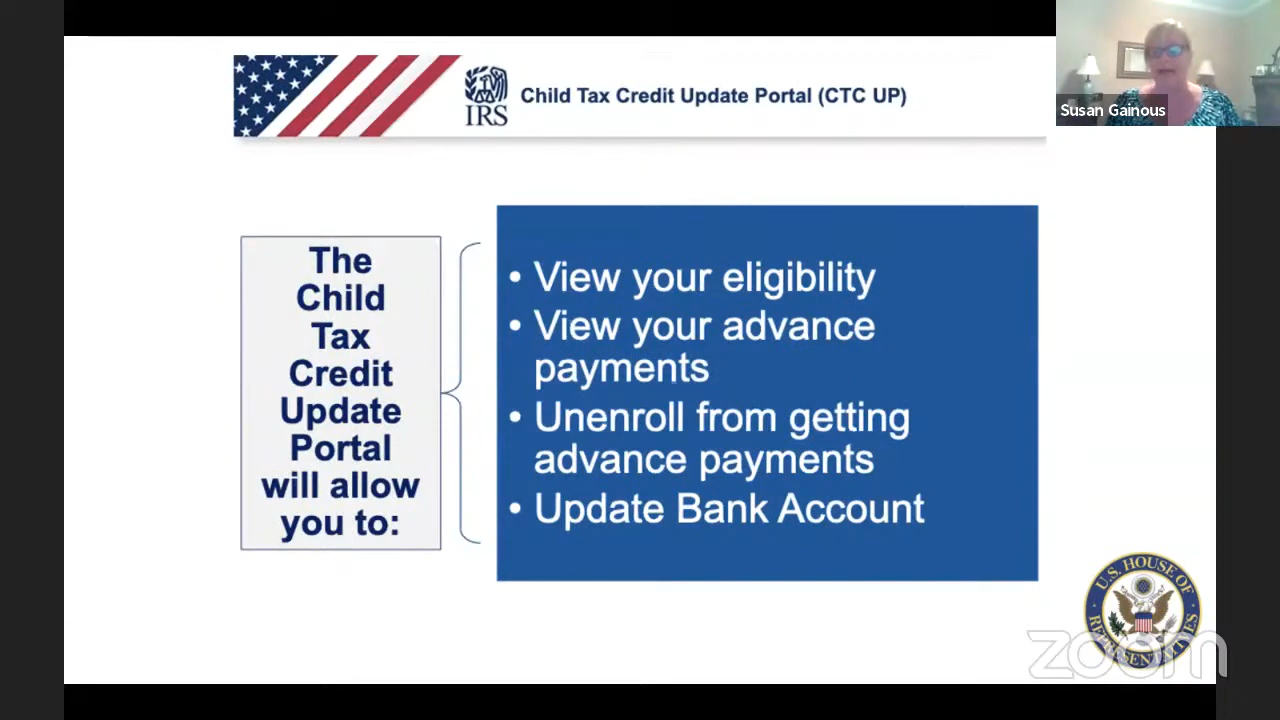 IRS
Child Tax Credit Update Portal (CTC UP)
Susan Gainous
The
Child
Tax
Credit
Update
Portal
will allow
you to:
• View your eligibility
• View your advance
payments
• Unenroll from getting
advance payments
• Update Bank Account
U.S. HOUSE OF
REPRESENTATIVES
zoom